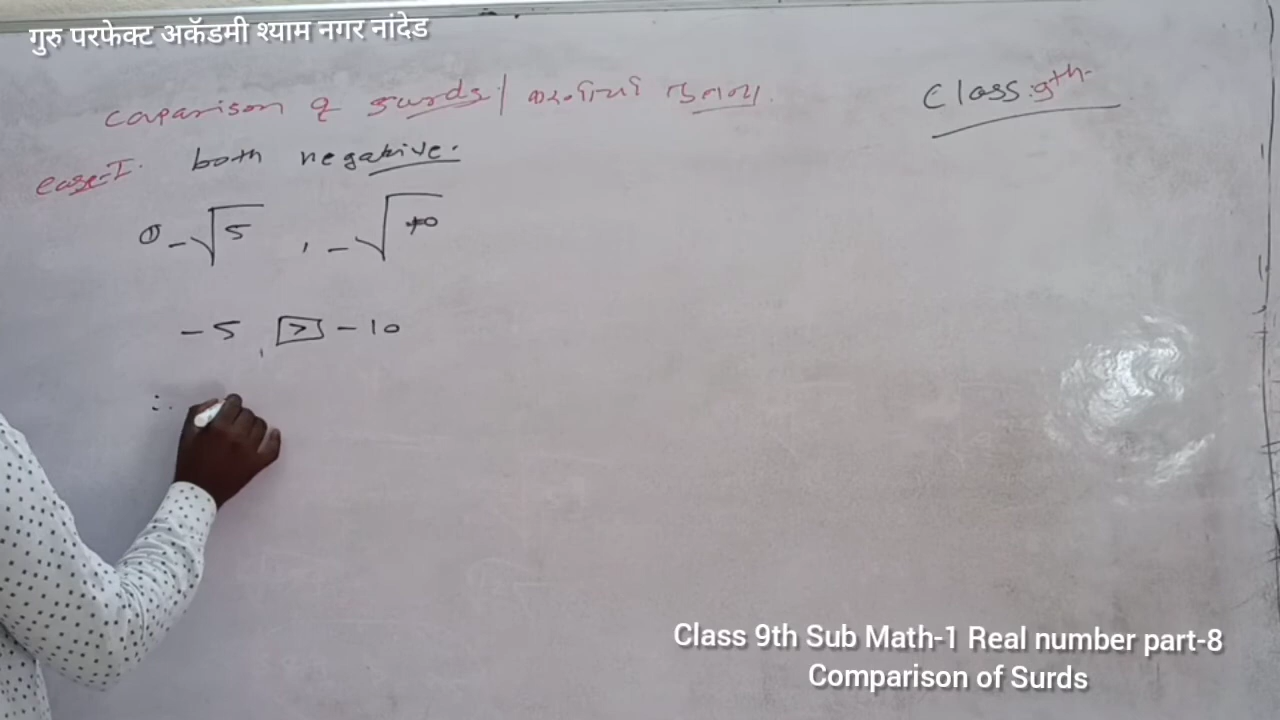 गुरु परफेक्ट अकॅडमी श्याम नगर नांदेड
Coparison of surds |
Class: 9th
case-I. both negative.
① -√5 , -√10
-5 , > -10
∴
Class 9th Sub Math-1 Real number part-8
Comparison of Surds